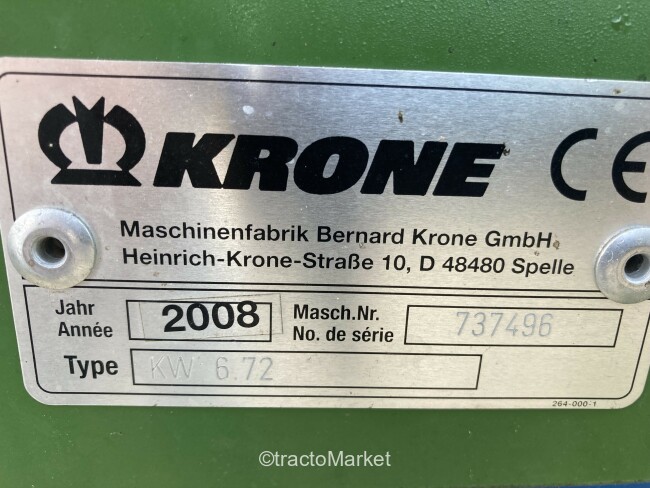 KRONE CE
Maschinenfabrik Bernard Krone GmbH
Heinrich-Krone-Straße 10, D 48480 Spelle
Jahr
Année 2008 Masch.Nr.
No. de série 737496
Type KW 6.72
264-000-1
©tractoMarket